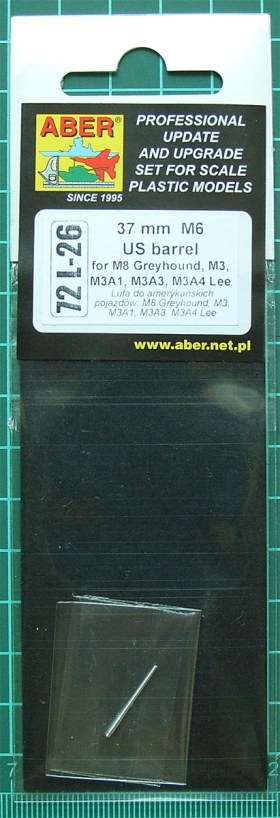 ABER®
SINCE 1995
PROFESSIONAL
UPDATE
AND UPGRADE
SET FOR SCALE
PLASTIC MODELS
72 L-26
37 mm M6
US barrel
for M8 Greyhound, M3,
M3A1, M3A3, M3A4 Lee
Lufa do amerykańskich
pojazdów: M8 Greyhound, M3,
M3A1, M3A3, M3A4 Lee
www.aber.net.pl
7
2